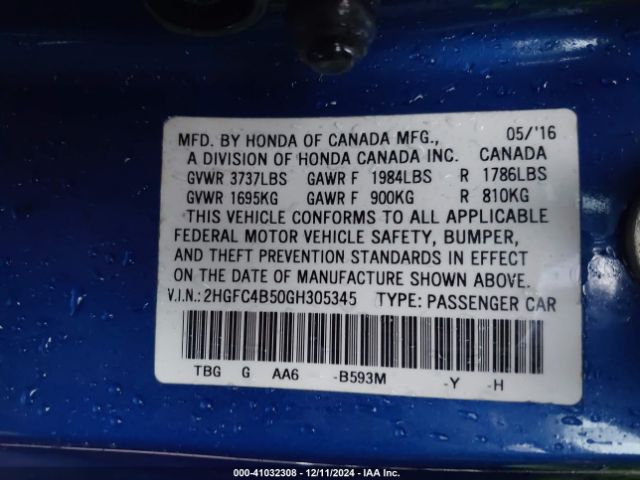 MFD. BY HONDA OF CANADA MFG., 05/'16
A DIVISION OF HONDA CANADA INC. CANADA
GVWR 3737LBS GAWR F 1984LBS R 1786LBS
GVWR 1695KG GAWR F 900KG R 810KG
THIS VEHICLE CONFORMS TO ALL APPLICABLE
FEDERAL MOTOR VEHICLE SAFETY, BUMPER,
AND THEFT PREVENTION STANDARDS IN EFFECT
ON THE DATE OF MANUFACTURE SHOWN ABOVE.
V.I.N.: 2HGFC4B50GH305345 TYPE: PASSENGER CAR
TBG G AA6 -B593M -Y -H
000-41032308 - 12/11/2024 - IAA Inc.